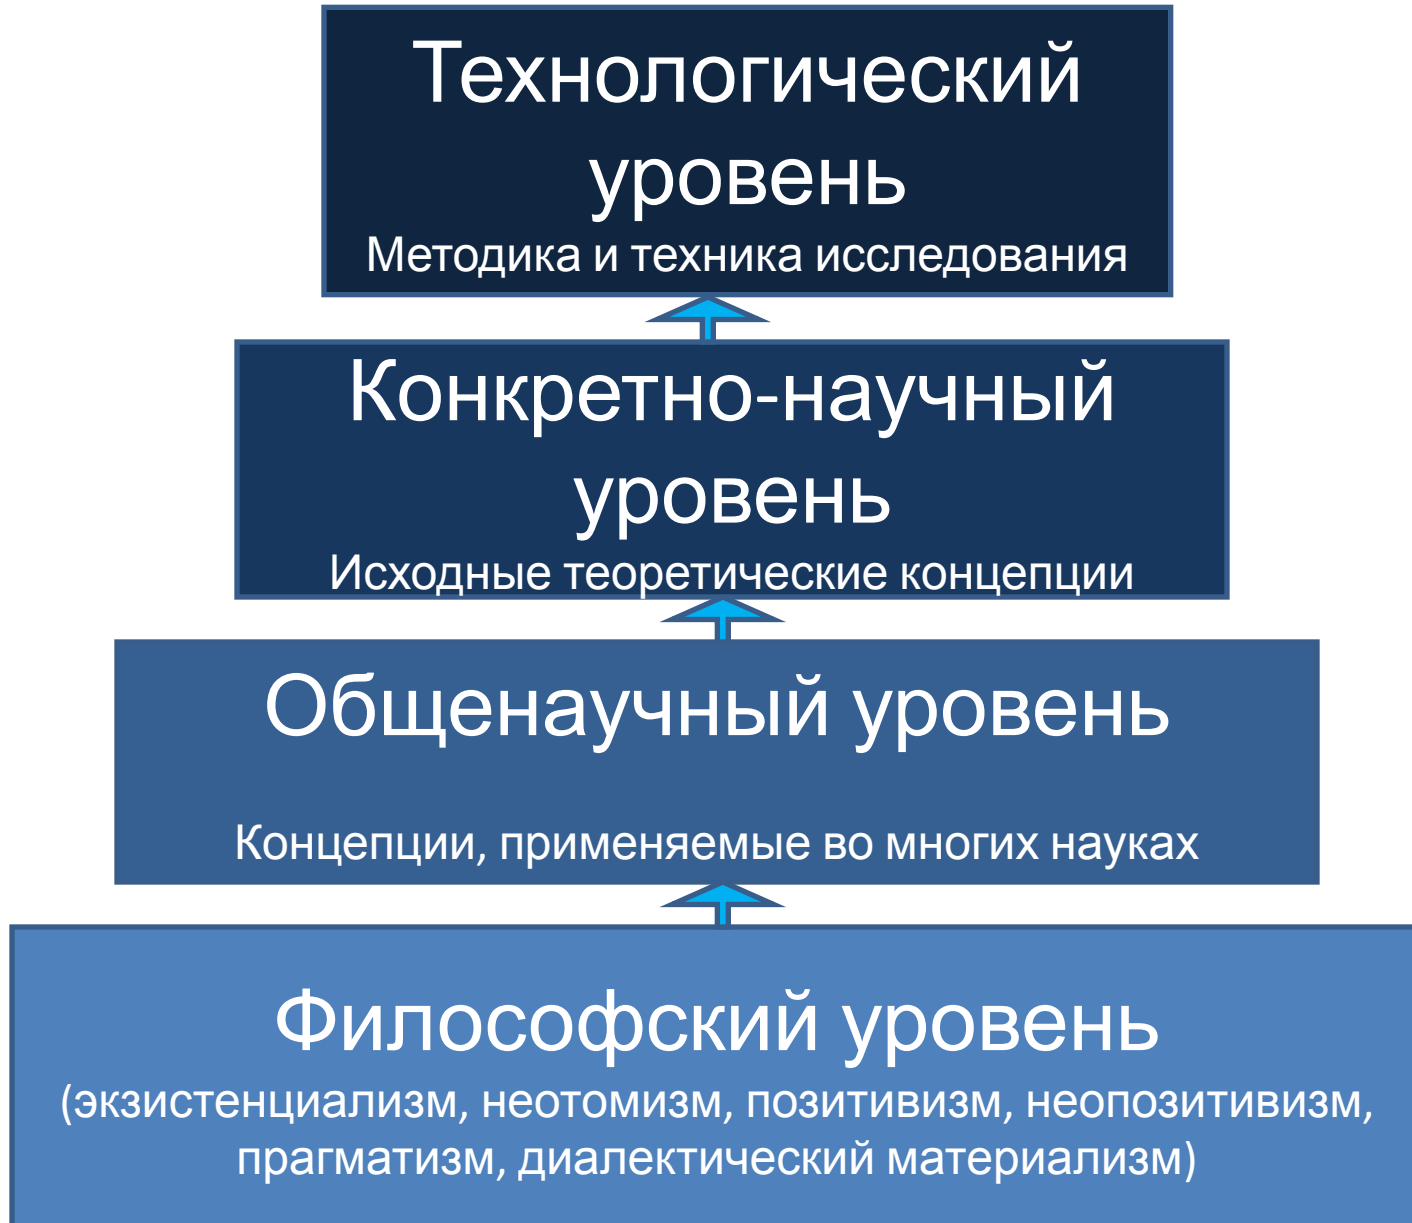 Технологический
уровень
Методика и техника исследования
Конкретно-научный
уровень
Исходные теоретические концепции
Общенаучный уровень
Концепции, применяемые во многих науках
Философский уровень
(экзистенциализм, неотомизм, позитивизм, неопозитивизм,
прагматизм, диалектический материализм)